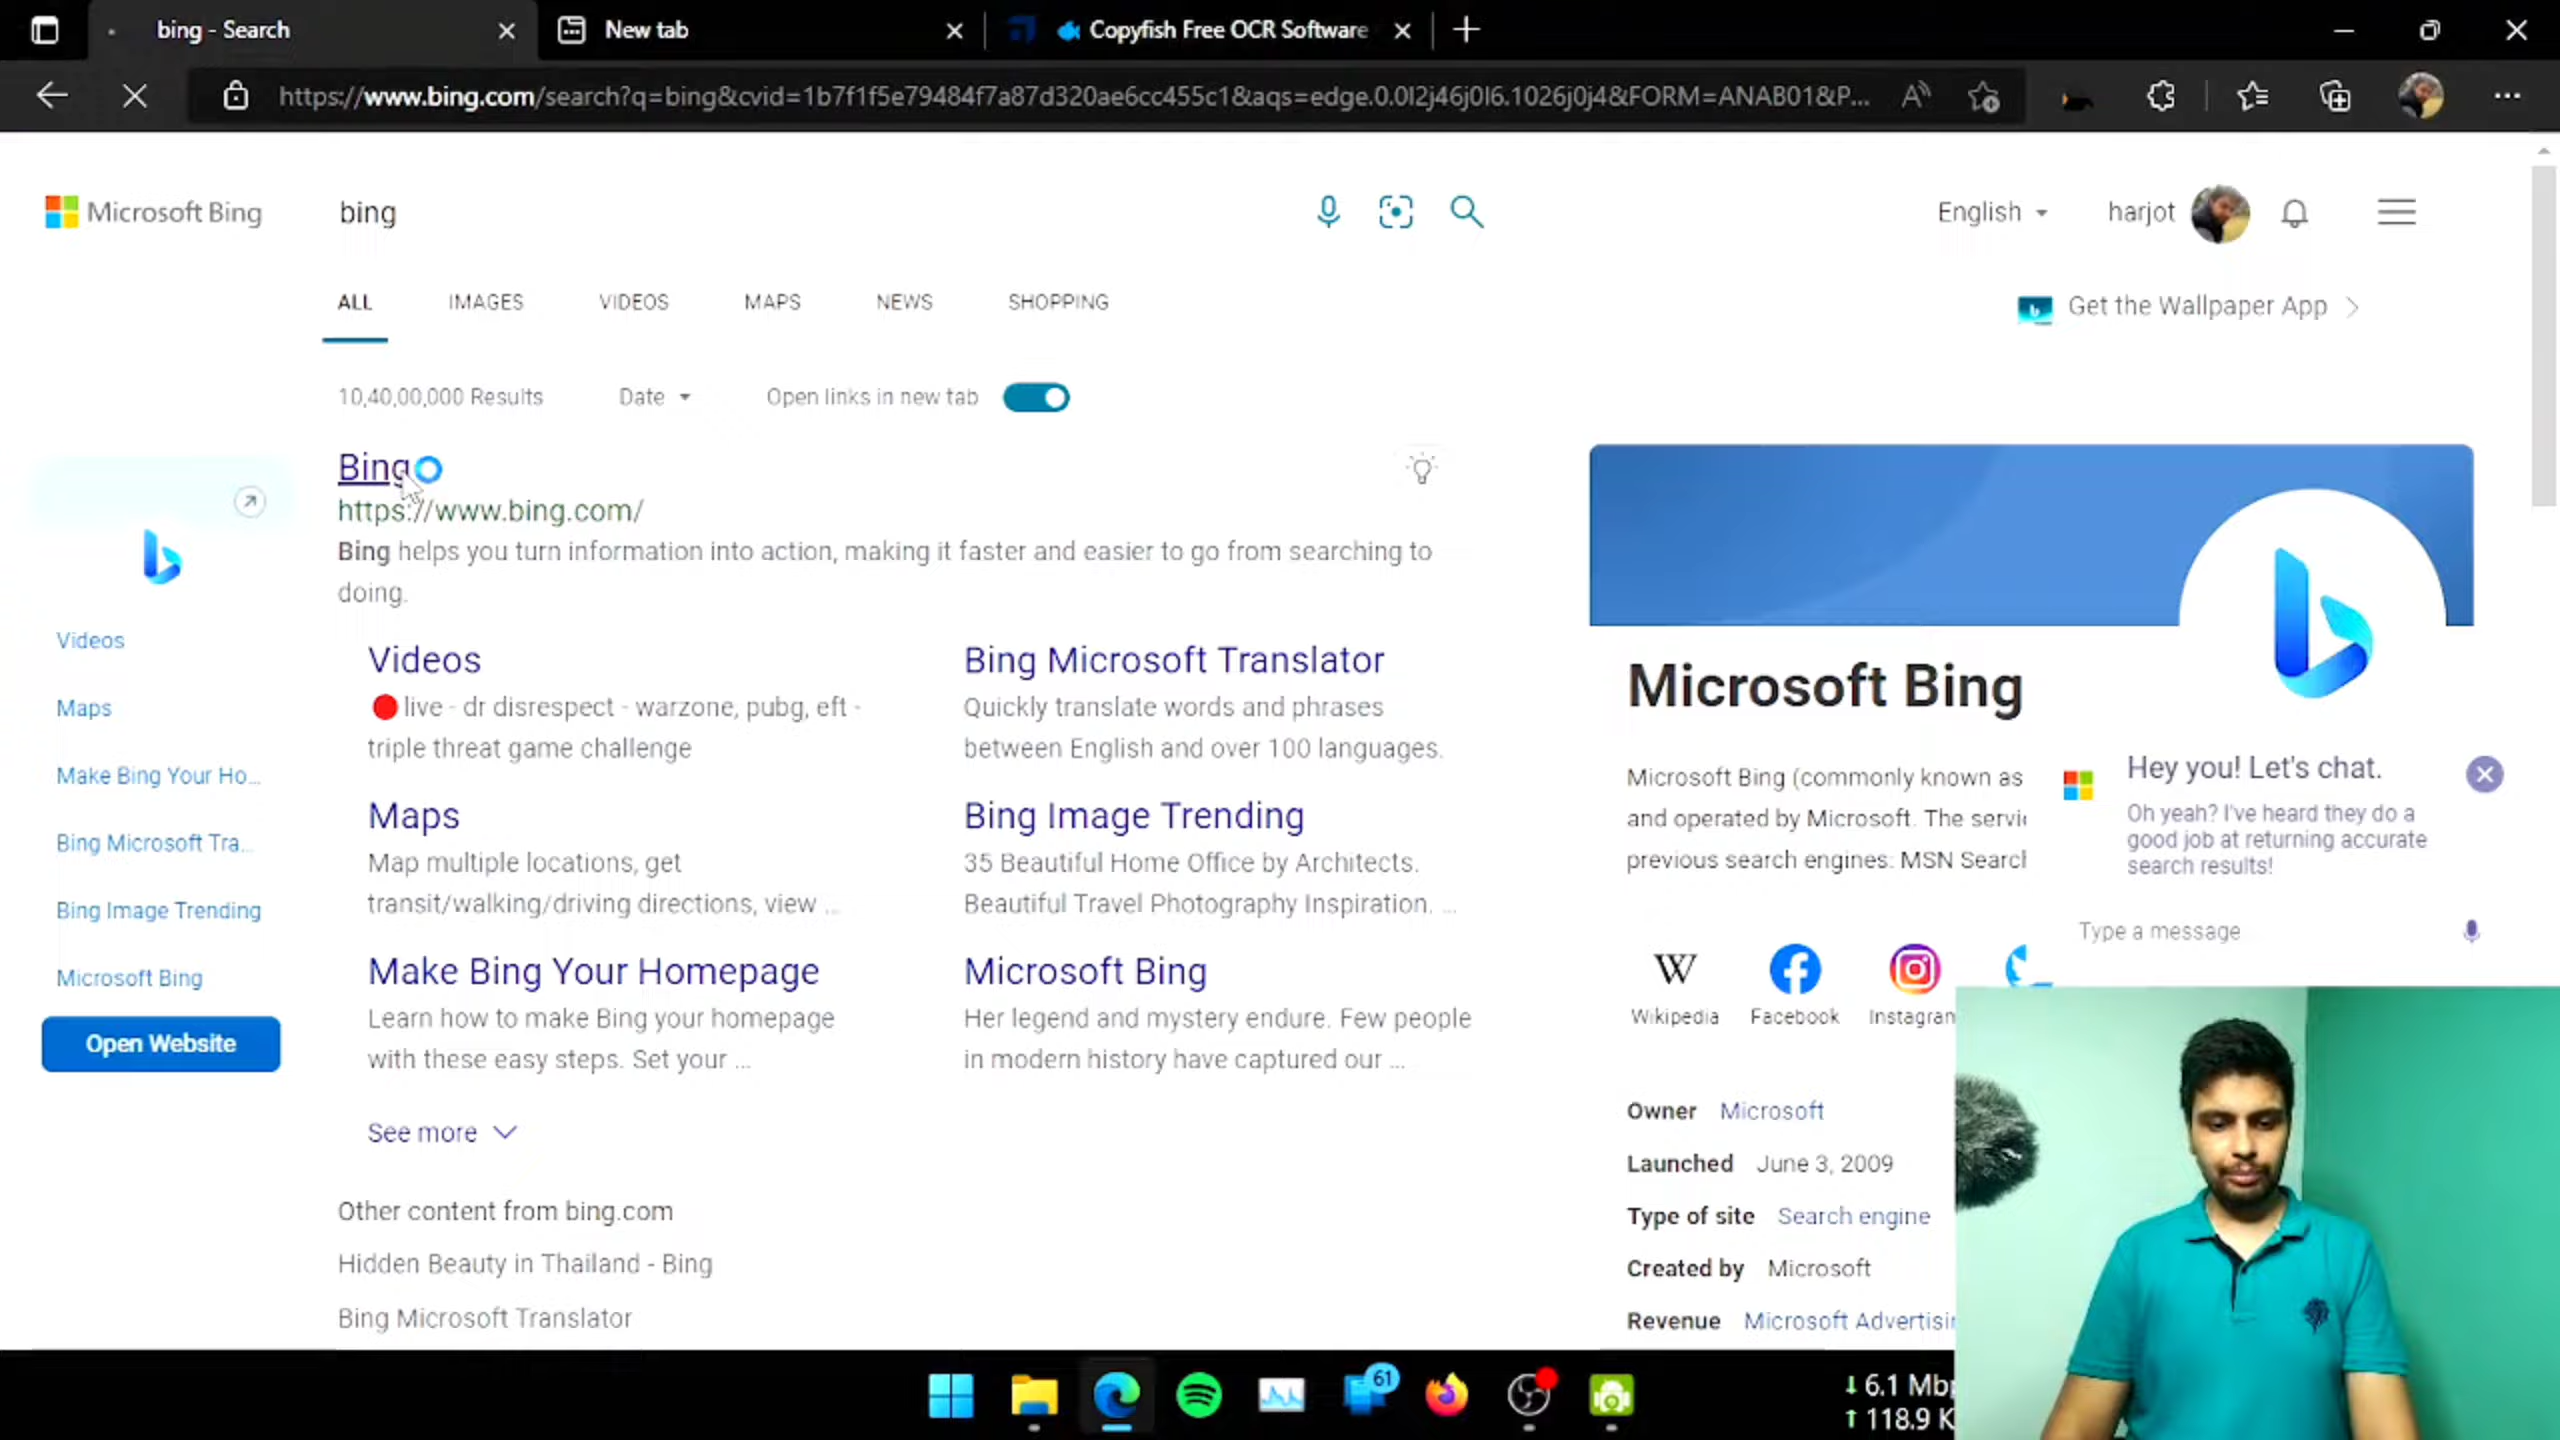 bing - Search
New tab
Copyfish Free OCR Software
https://www.bing.com/search?q=bing&cvid=1b7f1f5e79484f7a87d320ae6cc455c1&aqs=edge.0.0l2j46j0l6.1026j0j4&FORM=ANAB01&P...
Microsoft Bing
bing
English
harjot
ALL IMAGES VIDEOS MAPS NEWS SHOPPING
Get the Wallpaper App
10,40,00,000 Results
Date
Open links in new tab
Bing
https://www.bing.com/
Bing helps you turn information into action, making it faster and easier to go from searching to
doing.
Videos
Maps
Make Bing Your Ho...
Bing Microsoft Tra...
Bing Image Trending
Microsoft Bing
Open Website
Videos
live - dr disrespect - warzone, pubg, eft -
triple threat game challenge
Bing Microsoft Translator
Quickly translate words and phrases
between English and over 100 languages.
Maps
Map multiple locations, get
transit/walking/driving directions, view ...
Bing Image Trending
35 Beautiful Home Office by Architects.
Beautiful Travel Photography Inspiration. ...
Make Bing Your Homepage
Learn how to make Bing your homepage
with these easy steps. Set your ...
Microsoft Bing
Her legend and mystery endure. Few people
in modern history have captured our ...
See more
Other content from bing.com
Hidden Beauty in Thailand - Bing
Bing Microsoft Translator
Microsoft Bing
Microsoft Bing (commonly known as
and operated by Microsoft. The servi
previous search engines: MSN Search
Hey you! Let's chat.
Oh yeah? I've heard they do a
good job at returning accurate
search results!
Type a message
Wikipedia
Facebook
Instagram
Owner Microsoft
Launched June 3, 2009
Type of site Search engine
Created by Microsoft
Revenue Microsoft Advertisi
61
↓ 6.1 Mbp
↑ 118.9 K